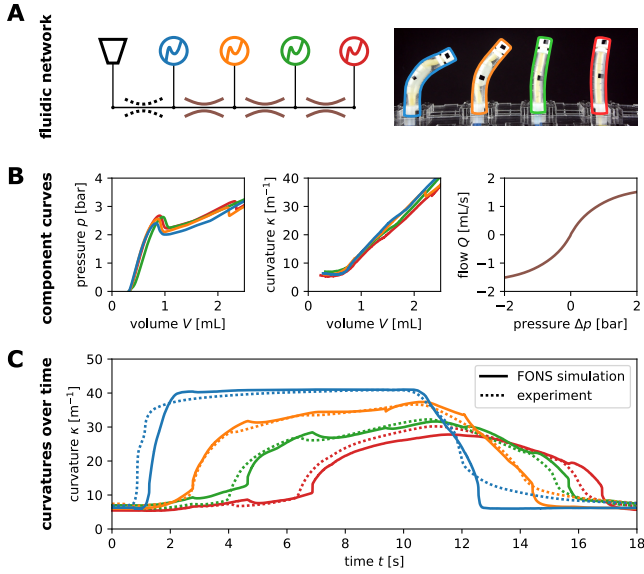 A
fluidic network
B
component curves
pressure p [bar]
4
3
2
1
0
0
1
2
volume V [mL]
curvature κ [m⁻¹]
40
30
20
10
0
0
1
2
volume V [mL]
flow Q [mL/s]
2
1
0
−1
−2
−2
0
2
pressure Δp [bar]
C
curvatures over time
curvature κ [m⁻¹]
50
40
30
20
10
0
FONS simulation
experiment
0
2
4
6
8
10
12
14
16
18
time t [s]